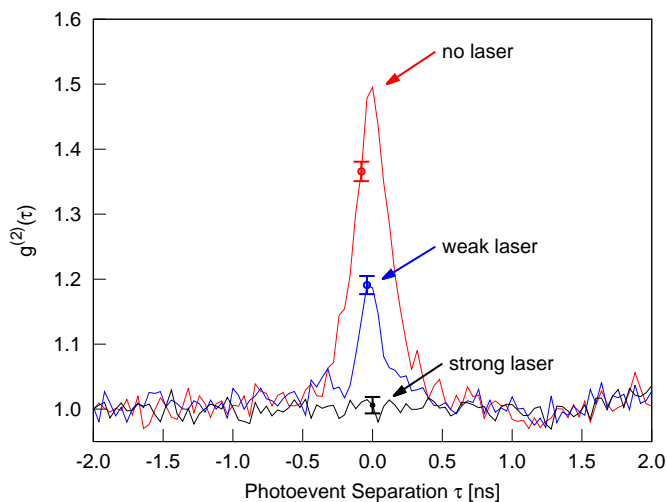 1.6
1.5
1.4
1.3
1.2
1.1
1.0
g(2)(τ)
no laser
weak laser
strong laser
-2.0 -1.5 -1.0 -0.5 0.0 0.5 1.0 1.5 2.0
Photoevent Separation τ [ns]